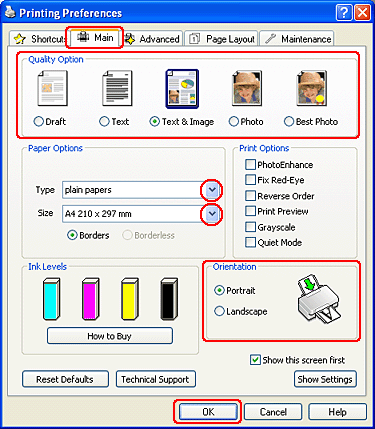 Printing Preferences
Shortcuts Main Advanced Page Layout Maintenance
Quality Option
Draft Text Text & Image Photo Best Photo
Paper Options
Type plain papers
Size A4 210 x 297 mm
Borders Borderless
Print Options
PhotoEnhance
Fix Red-Eye
Reverse Order
Print Preview
Grayscale
Quiet Mode
Ink Levels
How to Buy
Orientation
Portrait
Landscape
Show this screen first
Reset Defaults Technical Support Show Settings
OK Cancel Help